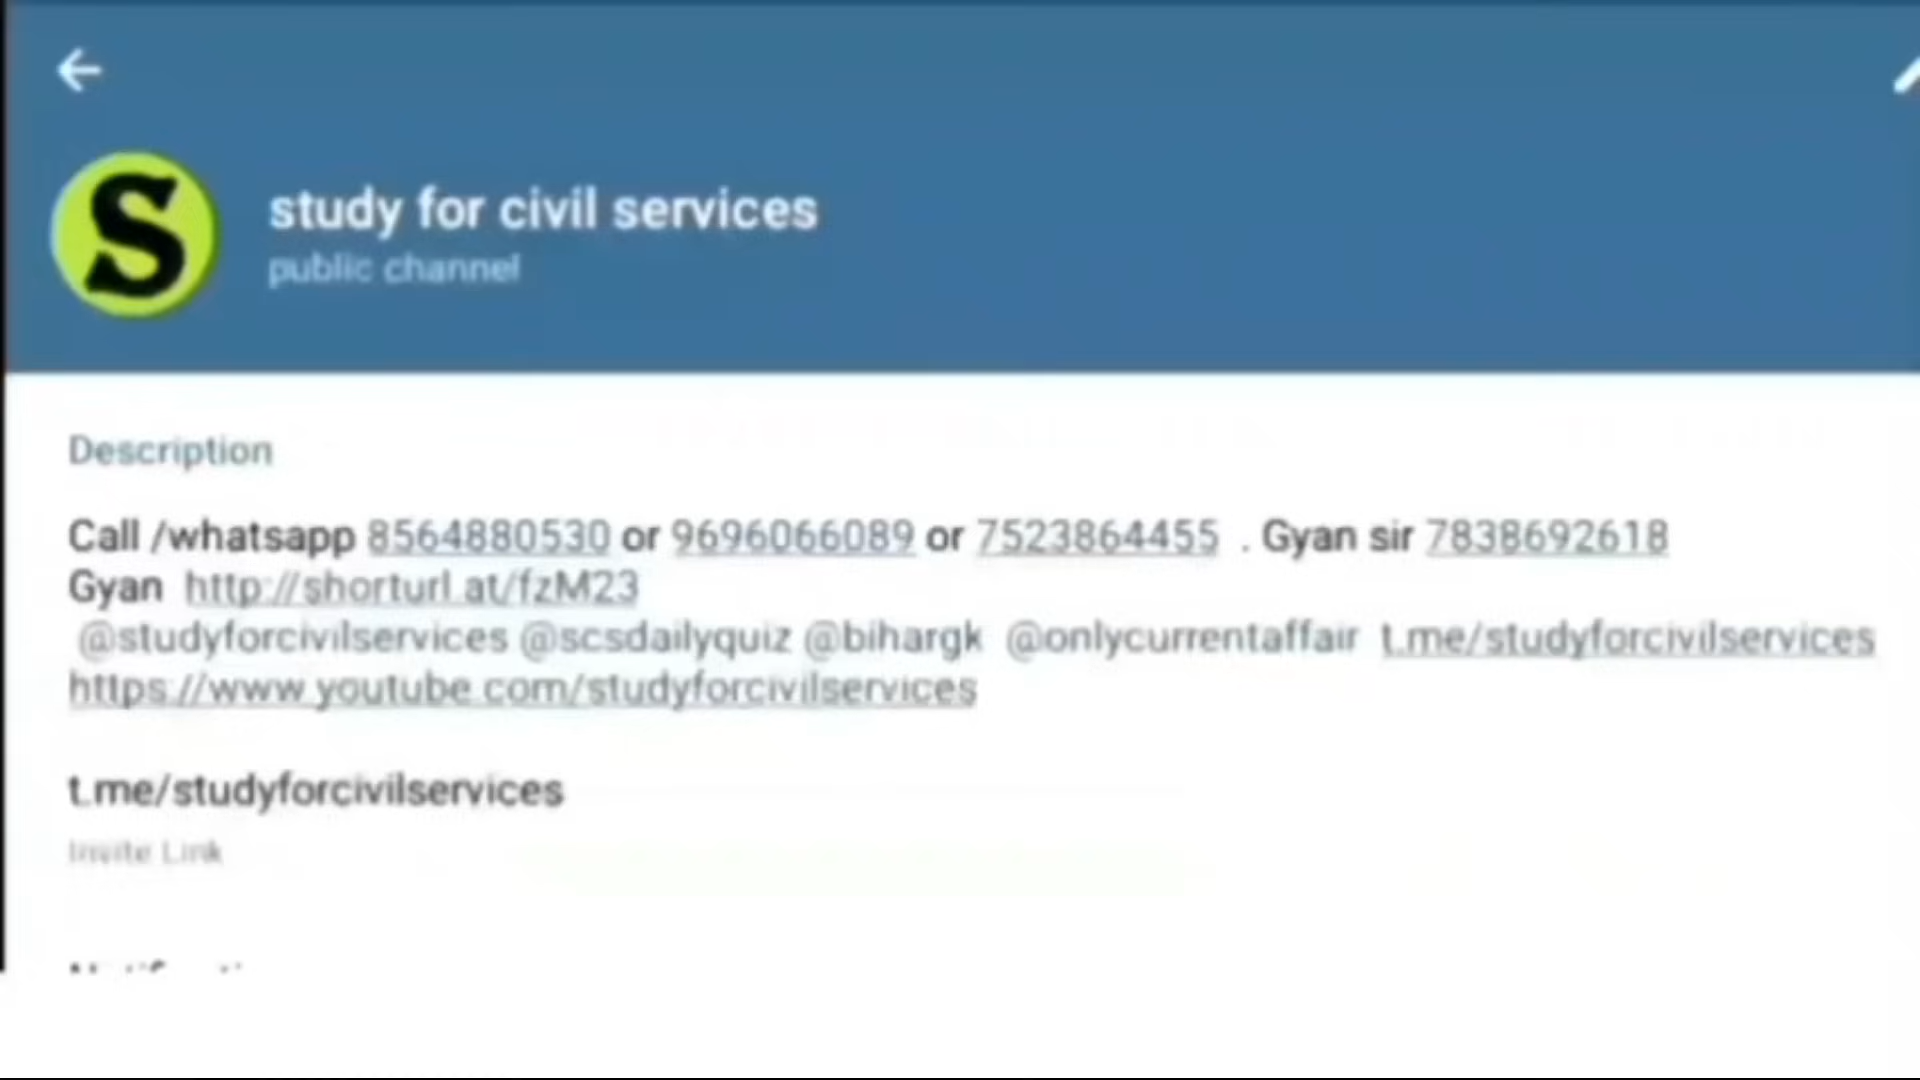 S
study for civil services
public channel
Description
Call /whatsapp 8564880530 or 9696066089 or 7523864455 . Gyan sir 7838692618
Gyan http://shorturl.at/fzM23
@studyforcivilservices @scsdailyquiz @bihargk @onlycurrentaffair t.me/studyforcivilservices
https://www.youtube.com/studyforcivilservices
t.me/studyforcivilservices
Invite Link